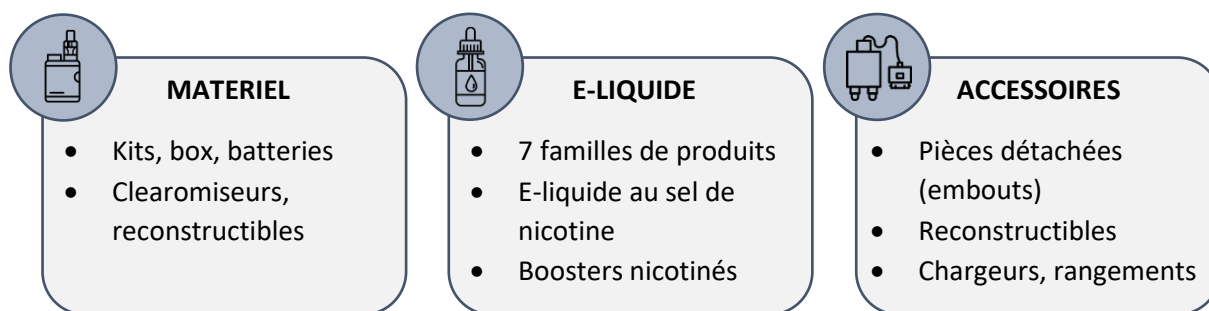 MATERIEL
• Kits, box, batteries
• Clearomiseurs,
reconstructibles
E-LIQUIDE
• 7 familles de produits
• E-liquide au sel de
nicotine
• Boosters nicotinés
ACCESSOIRES
• Pièces détachées
(embouts)
• Reconstructibles
• Chargeurs, rangements